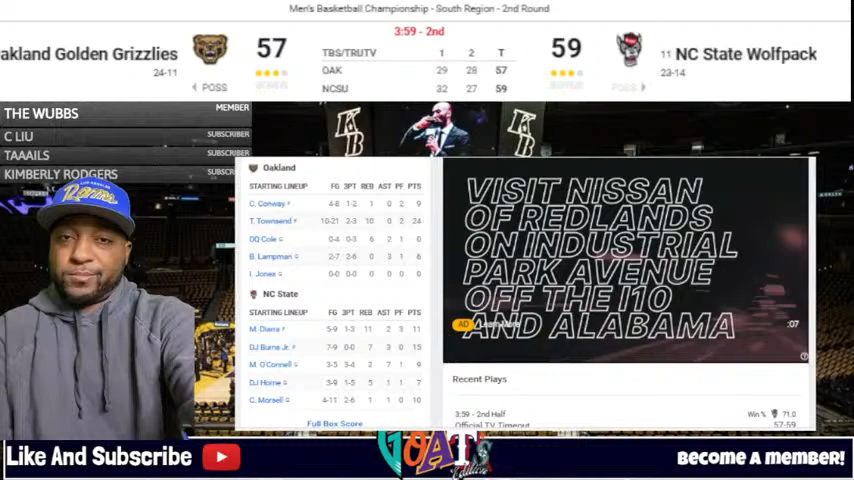 Men's Basketball Championship - South Region - 2nd Round
3:59 - 2nd
akland Golden Grizzlies 57
24-11
POSS
TBS/TRUTV 1 2 T
OAK 29 28 57
NCSU 32 27 59
59 11 NC State Wolfpack
23-14
POSS
THE WUBBS MEMBER
C LIU SUBSCRIBER
TAAAILS SUBSCRIBER
KIMBERLY RODGERS SUBSCRIBER
K B
K B
Rams
Oakland
STARTING LINEUP FG 3PT REB AST PF PTS
C. Conway F 4-8 1-2 1 0 2 9
T. Townsend F 10-21 2-3 10 0 2 24
DQ Cole G 0-4 0-3 6 2 1 0
B. Lampman G 2-7 2-6 0 3 1 6
I. Jones G 0-0 0-0 0 0 0 0
NC State
STARTING LINEUP FG 3PT REB AST PF PTS
M. Diarra F 5-9 1-3 11 2 3 11
DJ Burns Jr. F 7-9 0-0 7 3 0 15
M. O'Connell G 3-5 3-4 2 7 1 9
DJ Horne G 3-9 1-5 5 1 1 7
C. Morsell G 4-11 2-6 1 1 0 10
Full Box Score
VISIT NISSAN
OF REDLANDS
ON INDUSTRIAL
PARK AVENUE
OFF THE I10
AND ALABAMA
AD Learn More
:07
Recent Plays
3:59 - 2nd Half Win % 71.0
Official TV Timeout 57-59
Like And Subscribe
GOAT
BECOME A MEMBER!